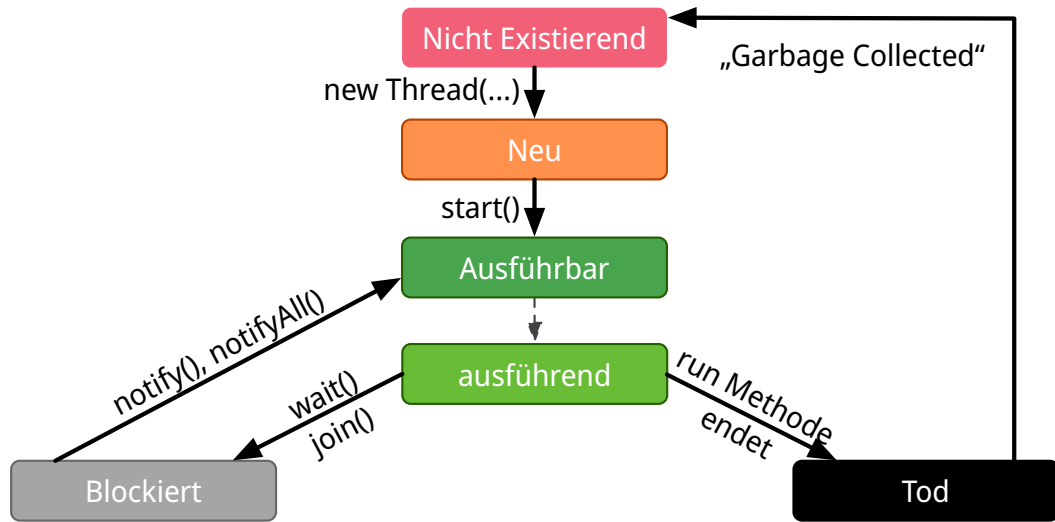 Nicht Existierend
„Garbage Collected“
new Thread(...)
Neu
start()
Ausführbar
notify(), notifyAll()
ausführend
wait()
join()
run Methode
endet
Blockiert
Tod